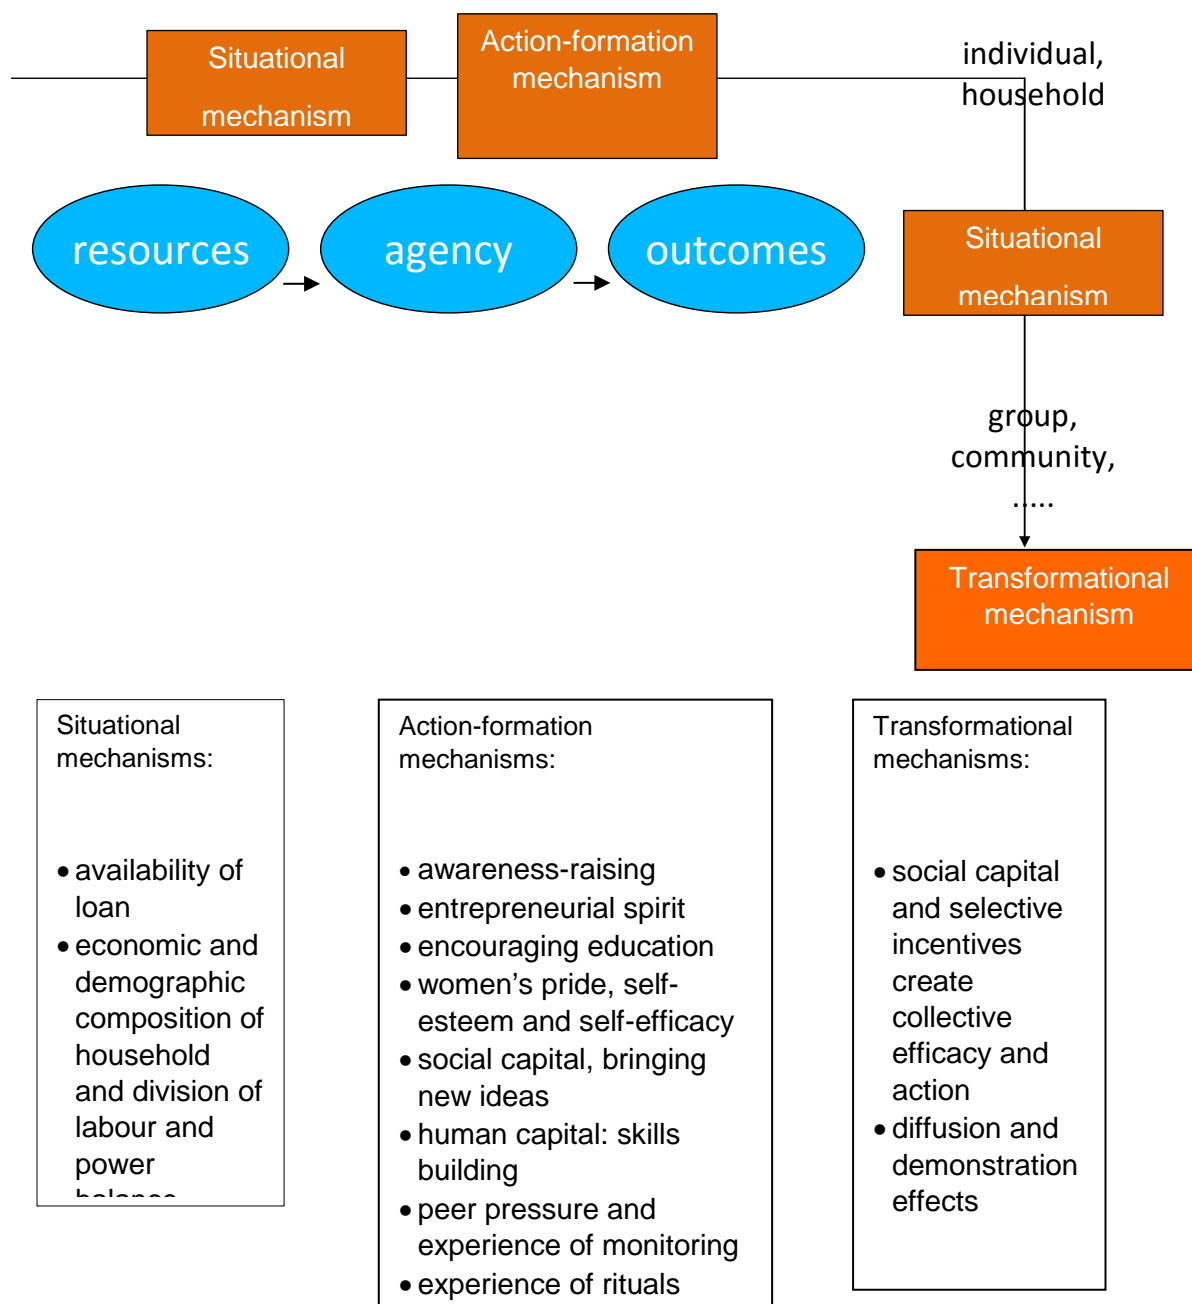 Situational
mechanism
Action-formation
mechanism
individual,
household
resources
agency
outcomes
Situational
mechanism
group,
community,
.....
Transformational
mechanism
Situational
mechanisms:
• availability of
loan
• economic and
demographic
composition of
household
and division of
labour and
power
balance
Action-formation
mechanisms:
• awareness-raising
• entrepreneurial spirit
• encouraging education
• women’s pride, self-
esteem and self-efficacy
• social capital, bringing
new ideas
• human capital: skills
building
• peer pressure and
experience of monitoring
• experience of rituals
Transformational
mechanisms:
• social capital
and selective
incentives
create
collective
efficacy and
action
• diffusion and
demonstration
effects